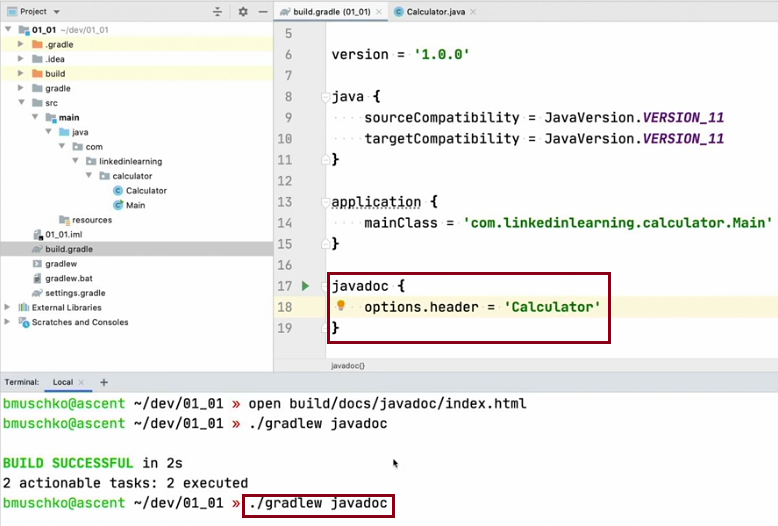 Project
build.gradle (01_01)
Calculator.java
01_01 ~/dev/01_01
.gradle
.idea
build
gradle
src
main
java
com
linkedinlearning
calculator
Calculator
Main
resources
01_01.iml
build.gradle
gradlew
gradlew.bat
settings.gradle
External Libraries
Scratches and Consoles
5
6 version = '1.0.0'
7
8 java {
9 sourceCompatibility = JavaVersion.VERSION_11
10 targetCompatibility = JavaVersion.VERSION_11
11 }
12
13 application {
14 mainClass = 'com.linkedinlearning.calculator.Main'
15 }
16
17 javadoc {
18 options.header = 'Calculator'
19 }
javadoc{}
Terminal: Local
bmuschko@ascent ~/dev/01_01 » open build/docs/javadoc/index.html
bmuschko@ascent ~/dev/01_01 » ./gradlew javadoc
BUILD SUCCESSFUL in 2s
2 actionable tasks: 2 executed
bmuschko@ascent ~/dev/01_01 » ./gradlew javadoc